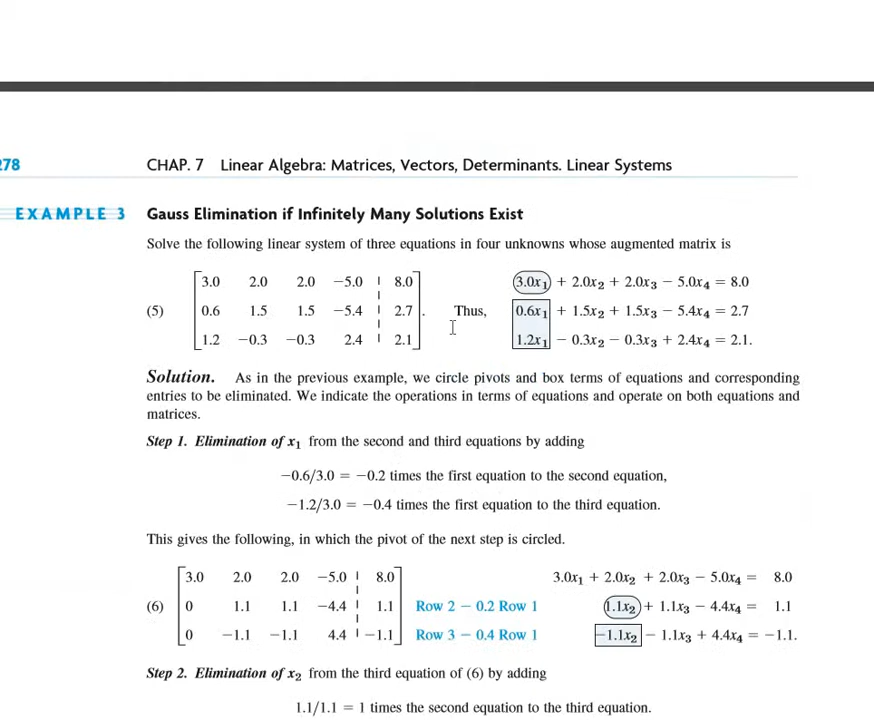 278 CHAP. 7 Linear Algebra: Matrices, Vectors, Determinants. Linear Systems
EXAMPLE 3 Gauss Elimination if Infinitely Many Solutions Exist
Solve the following linear system of three equations in four unknowns whose augmented matrix is
3.0 2.0 2.0 −5.0 | 8.0 3.0x₁ + 2.0x₂ + 2.0x₃ − 5.0x₄ = 8.0
(5) 0.6 1.5 1.5 −5.4 | 2.7 . Thus, 0.6x₁ + 1.5x₂ + 1.5x₃ − 5.4x₄ = 2.7
1.2 −0.3 −0.3 2.4 | 2.1 1.2x₁ − 0.3x₂ − 0.3x₃ + 2.4x₄ = 2.1.
Solution. As in the previous example, we circle pivots and box terms of equations and corresponding
entries to be eliminated. We indicate the operations in terms of equations and operate on both equations and
matrices.
Step 1. Elimination of x₁ from the second and third equations by adding
−0.6/3.0 = −0.2 times the first equation to the second equation,
−1.2/3.0 = −0.4 times the first equation to the third equation.
This gives the following, in which the pivot of the next step is circled.
3.0 2.0 2.0 −5.0 | 8.0 3.0x₁ + 2.0x₂ + 2.0x₃ − 5.0x₄ = 8.0
(6) 0 1.1 1.1 −4.4 | 1.1 Row 2 − 0.2 Row 1 1.1x₂ + 1.1x₃ − 4.4x₄ = 1.1
0 −1.1 −1.1 4.4 | −1.1 Row 3 − 0.4 Row 1 −1.1x₂ − 1.1x₃ + 4.4x₄ = −1.1.
Step 2. Elimination of x₂ from the third equation of (6) by adding
1.1/1.1 = 1 times the second equation to the third equation.